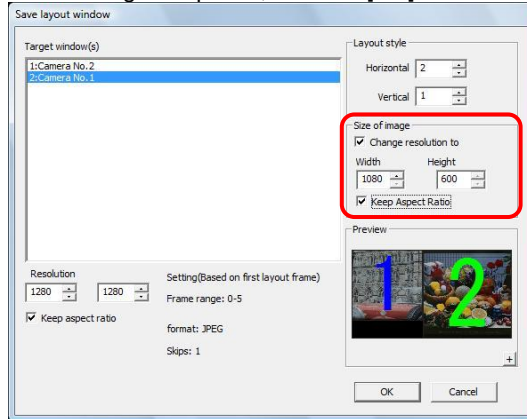 Save layout window
Target window(s)
1:Camera No.2
2:Camera No.1
Layout style
Horizontal 2
Vertical 1
Size of image
Change resolution to
Width Height
1080 600
Keep Aspect Ratio
Preview
1 2
+
Resolution
1280 1280
Keep aspect ratio
Setting(Based on first layout frame)
Frame range: 0-5
format: JPEG
Skips: 1
OK Cancel